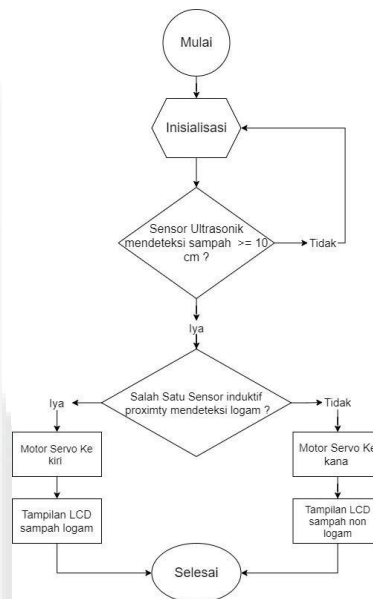 Mulai
Inisialisasi
Sensor Ultrasonik
mendeteksi sampah >= 10
cm ?
Tidak
Iya
Salah Satu Sensor induktif
proximty mendeteksi logam ?
Iya
Tidak
Motor Servo Ke
kiri
Motor Servo Ke
kana
Tampilan LCD
sampah logam
Tampilan LCD
sampah non
logam
Selesai